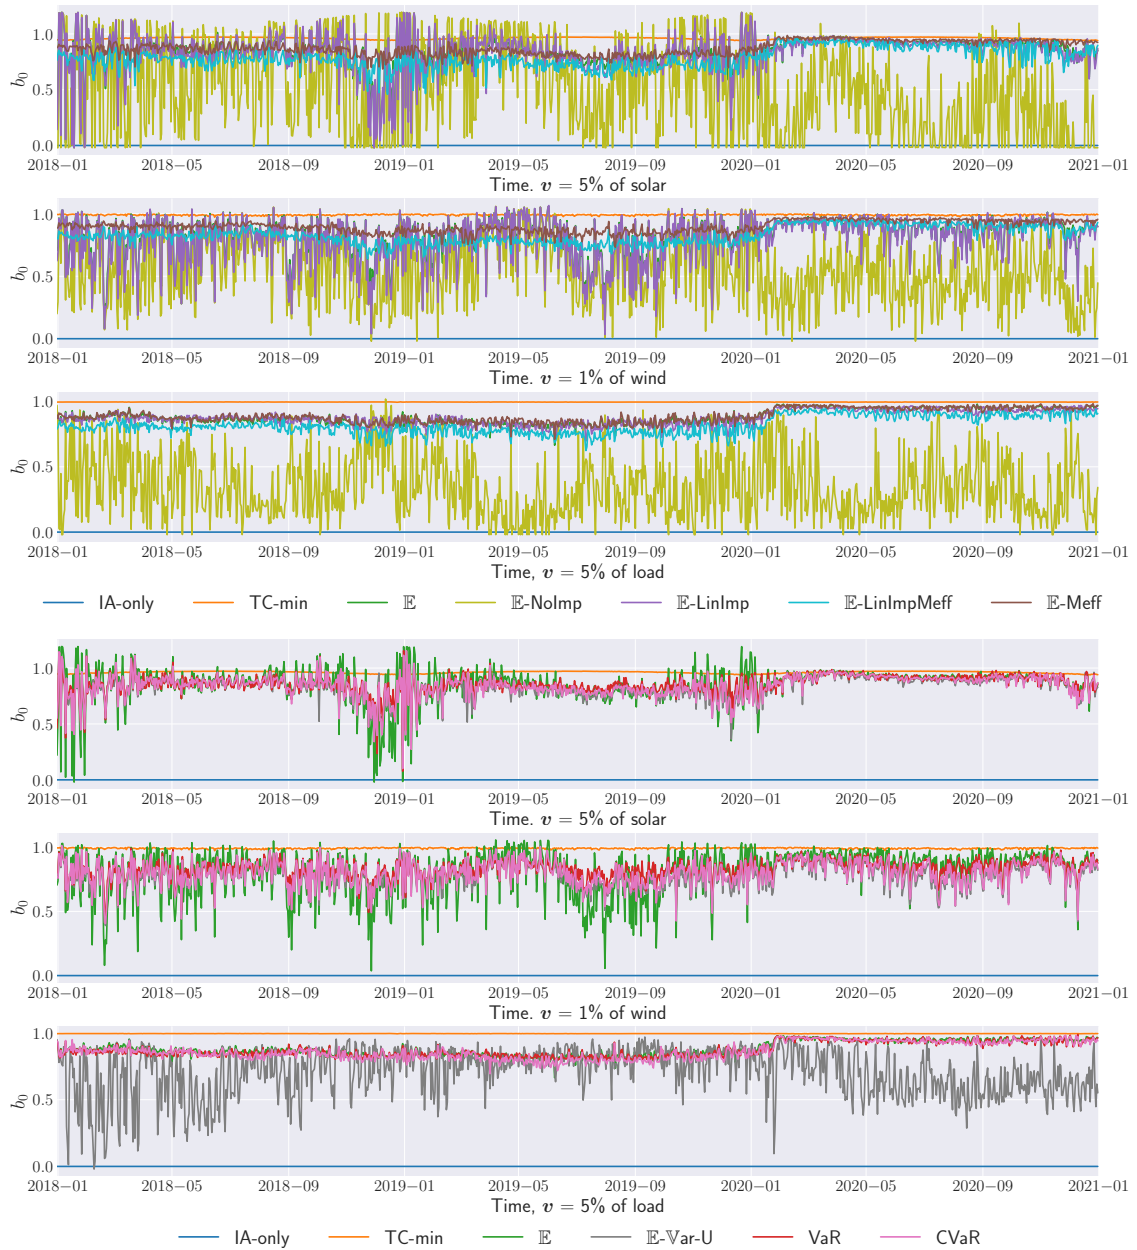 1.0
0.5
0.0
b₀
2018−01 2018−05 2018−09 2019−01 2019−05 2019−09 2020−01 2020−05 2020−09 2021−01
Time. v = 5% of solar
1.0
0.5
0.0
b₀
2018−01 2018−05 2018−09 2019−01 2019−05 2019−09 2020−01 2020−05 2020−09 2021−01
Time. v = 1% of wind
1.0
0.5
0.0
b₀
2018−01 2018−05 2018−09 2019−01 2019−05 2019−09 2020−01 2020−05 2020−09 2021−01
Time, v = 5% of load
IA-only TC-min 𝔼 𝔼-NoImp 𝔼-LinImp 𝔼-LinImpMeff 𝔼-Meff
1.0
0.5
0.0
b₀
2018−01 2018−05 2018−09 2019−01 2019−05 2019−09 2020−01 2020−05 2020−09 2021−01
Time. v = 5% of solar
1.0
0.5
0.0
b₀
2018−01 2018−05 2018−09 2019−01 2019−05 2019−09 2020−01 2020−05 2020−09 2021−01
Time. v = 1% of wind
1.0
0.5
0.0
b₀
2018−01 2018−05 2018−09 2019−01 2019−05 2019−09 2020−01 2020−05 2020−09 2021−01
Time, v = 5% of load
IA-only TC-min 𝔼 𝔼-𝕍ar-U VaR CVaR